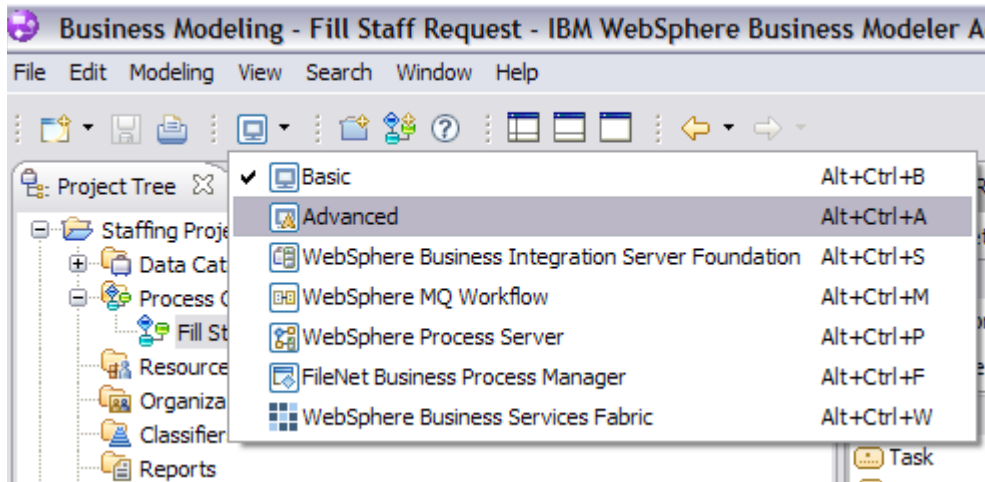 Business Modeling - Fill Staff Request - IBM WebSphere Business Modeler A
File Edit Modeling View Search Window Help
Project Tree
Basic Alt+Ctrl+B
Advanced Alt+Ctrl+A
WebSphere Business Integration Server Foundation Alt+Ctrl+S
WebSphere MQ Workflow Alt+Ctrl+M
WebSphere Process Server Alt+Ctrl+P
FileNet Business Process Manager Alt+Ctrl+F
WebSphere Business Services Fabric Alt+Ctrl+W
Staffing Proje
Data Cat
Process C
Fill St
Resource
Organiza
Classifier
Reports
Task